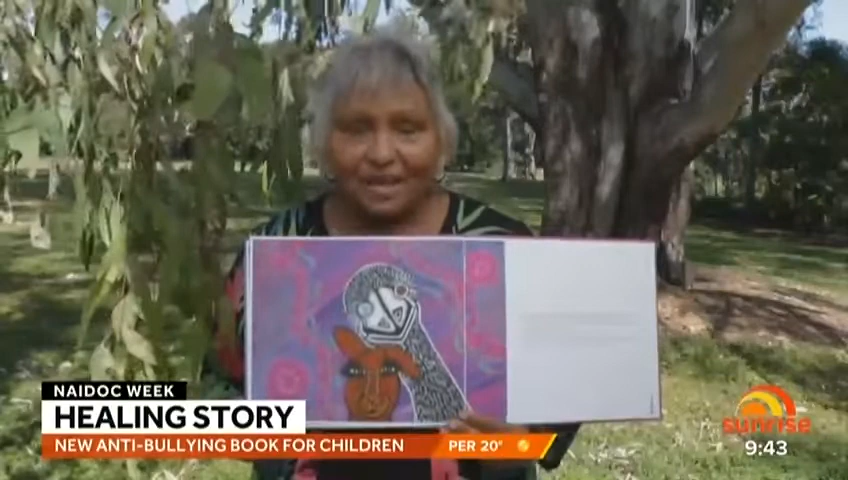 NAIDOC WEEK
HEALING STORY
NEW ANTI-BULLYING BOOK FOR CHILDREN
PER 20°
sunrise
9:43